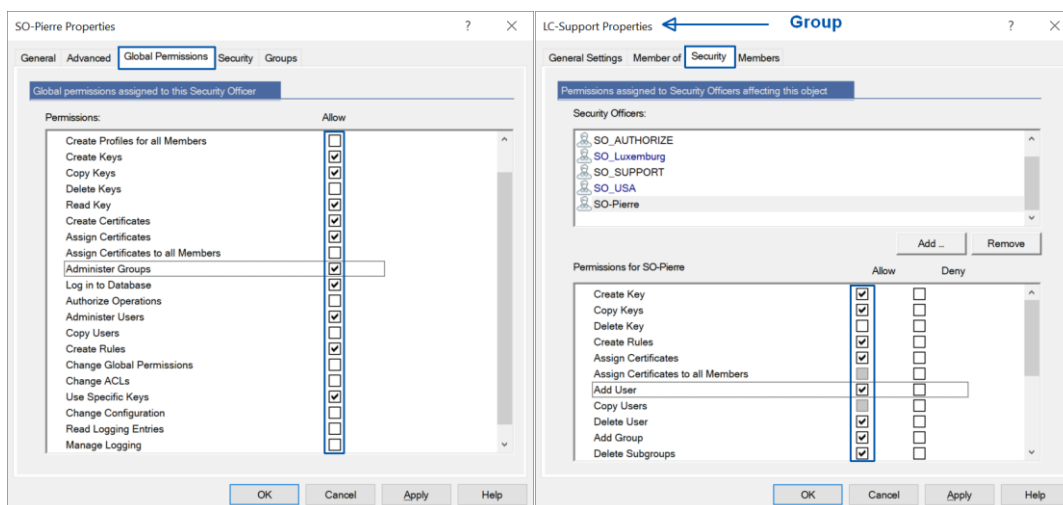 SO-Pierre Properties
General Advanced Global Permissions Security Groups
Global permissions assigned to this Security Officer
Permissions: Allow
Create Profiles for all Members
Create Keys
Copy Keys
Delete Keys
Read Key
Create Certificates
Assign Certificates
Assign Certificates to all Members
Administer Groups
Log in to Database
Authorize Operations
Administer Users
Copy Users
Create Rules
Change Global Permissions
Change ACLs
Use Specific Keys
Change Configuration
Read Logging Entries
Manage Logging
OK Cancel Apply Help
LC-Support Properties Group
General Settings Member of Security Members
Permissions assigned to Security Officers affecting this object
Security Officers:
SO_AUTHORIZE
SO_Luxemburg
SO_SUPPORT
SO_USA
SO-Pierre
Add ... Remove
Permissions for SO-Pierre Allow Deny
Create Key
Copy Keys
Delete Key
Create Rules
Assign Certificates
Assign Certificates to all Members
Add User
Copy Users
Delete User
Add Group
Delete Subgroups
OK Cancel Apply Help